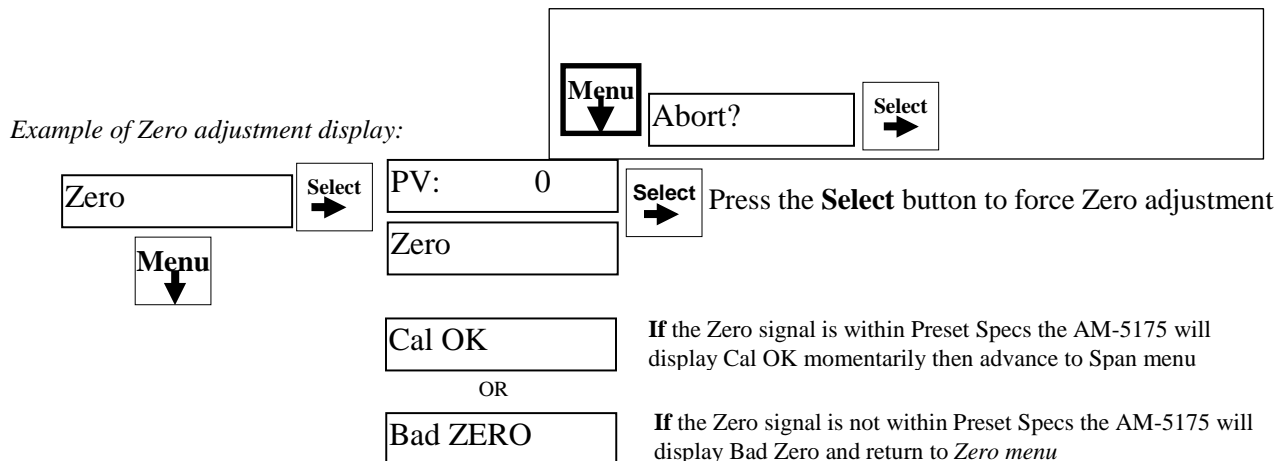 Menu
Abort?
Select
Example of Zero adjustment display:
Zero
Select
PV: 0
Select
Press the Select button to force Zero adjustment
Zero
Menu
Cal OK
If the Zero signal is within Preset Specs the AM-5175 will
display Cal OK momentarily then advance to Span menu
OR
Bad ZERO
If the Zero signal is not within Preset Specs the AM-5175 will
display Bad Zero and return to Zero menu